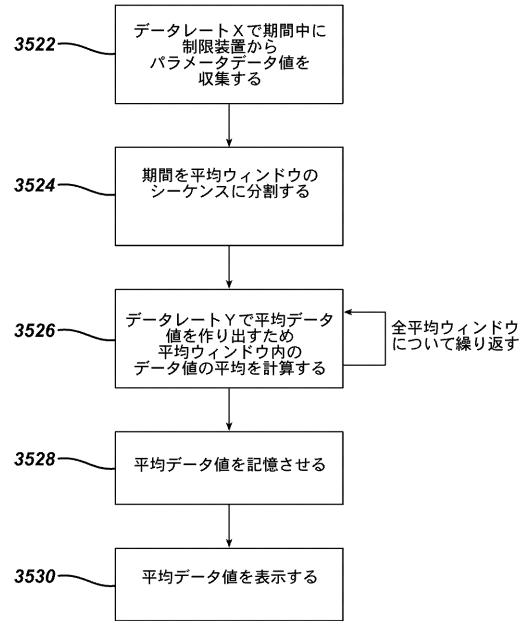 3522
データレートXで期間中に
制限装置から
パラメータデータ値を
収集する
3524
期間を平均ウィンドウの
シーケンスに分割する
3526
データレートYで平均データ
値を作り出すため
平均ウィンドウ内の
データ値の平均を計算する
全平均ウィンドウ
について繰り返す
3528
平均データ値を記憶させる
3530
平均データ値を表示する